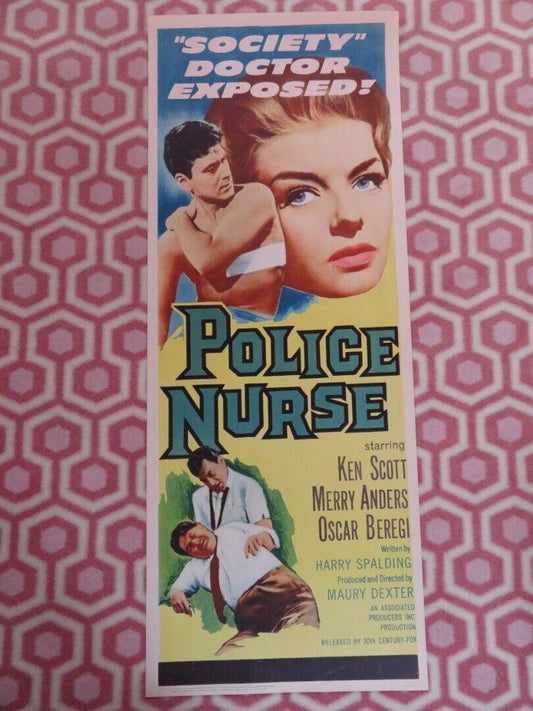 "SOCIETY"
DOCTOR
EXPOSED!
POLICE
NURSE
starring
KEN SCOTT
MERRY ANDERS
OSCAR BEREGI
Written by
HARRY SPALDING
Produced and Directed by
MAURY DEXTER
AN ASSOCIATED
PRODUCERS INC
PRODUCTION
RELEASED BY 20th CENTURY-FOX